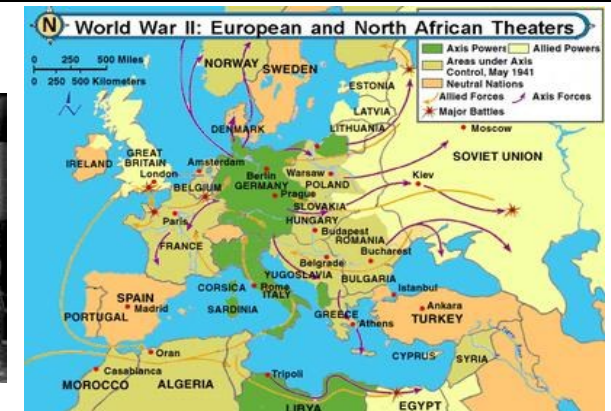 N World War II: European and North African Theaters
0 250 500 Miles
0 250 500 Kilometers
Axis Powers
Allied Powers
Areas under Axis
Control, May 1941
Neutral Nations
Allied Forces
Axis Forces
Major Battles
NORWAY
SWEDEN
ESTONIA
LATVIA
LITHUANIA
Moscow
DENMARK
SOVIET UNION
IRELAND
GREAT
BRITAIN
London
Amsterdam
Berlin
GERMANY
Warsaw
POLAND
Kiev
BELGIUM
Prague
SLOVAKIA
Paris
HUNGARY
Budapest
FRANCE
ROMANIA
Bucharest
Belgrade
YUGOSLAVIA
BULGARIA
CORSICA
Rome
ITALY
Istanbul
SPAIN
Madrid
PORTUGAL
SARDINIA
Ankara
TURKEY
GREECE
Athens
CYPRUS
SYRIA
Oran
Casablanca
MOROCCO
ALGERIA
Tripoli
LIBYA
EGYPT